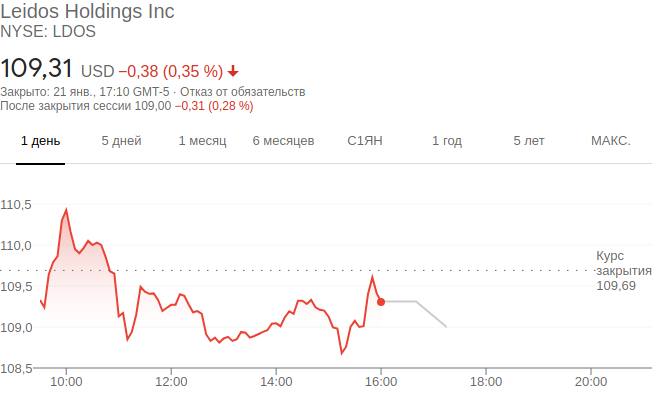 Leidos Holdings Inc
NYSE: LDOS
109,31 USD −0,38 (0,35 %)
Закрыто: 21 янв., 17:10 GMT-5 · Отказ от обязательств
После закрытия сессии 109,00 −0,31 (0,28 %)
1 день 5 дней 1 месяц 6 месяцев С1ЯН 1 год 5 лет МАКС.
110,5
110,0
Курс
закрытия
109,69
109,5
109,0
108,5
10:00 12:00 14:00 16:00 18:00 20:00